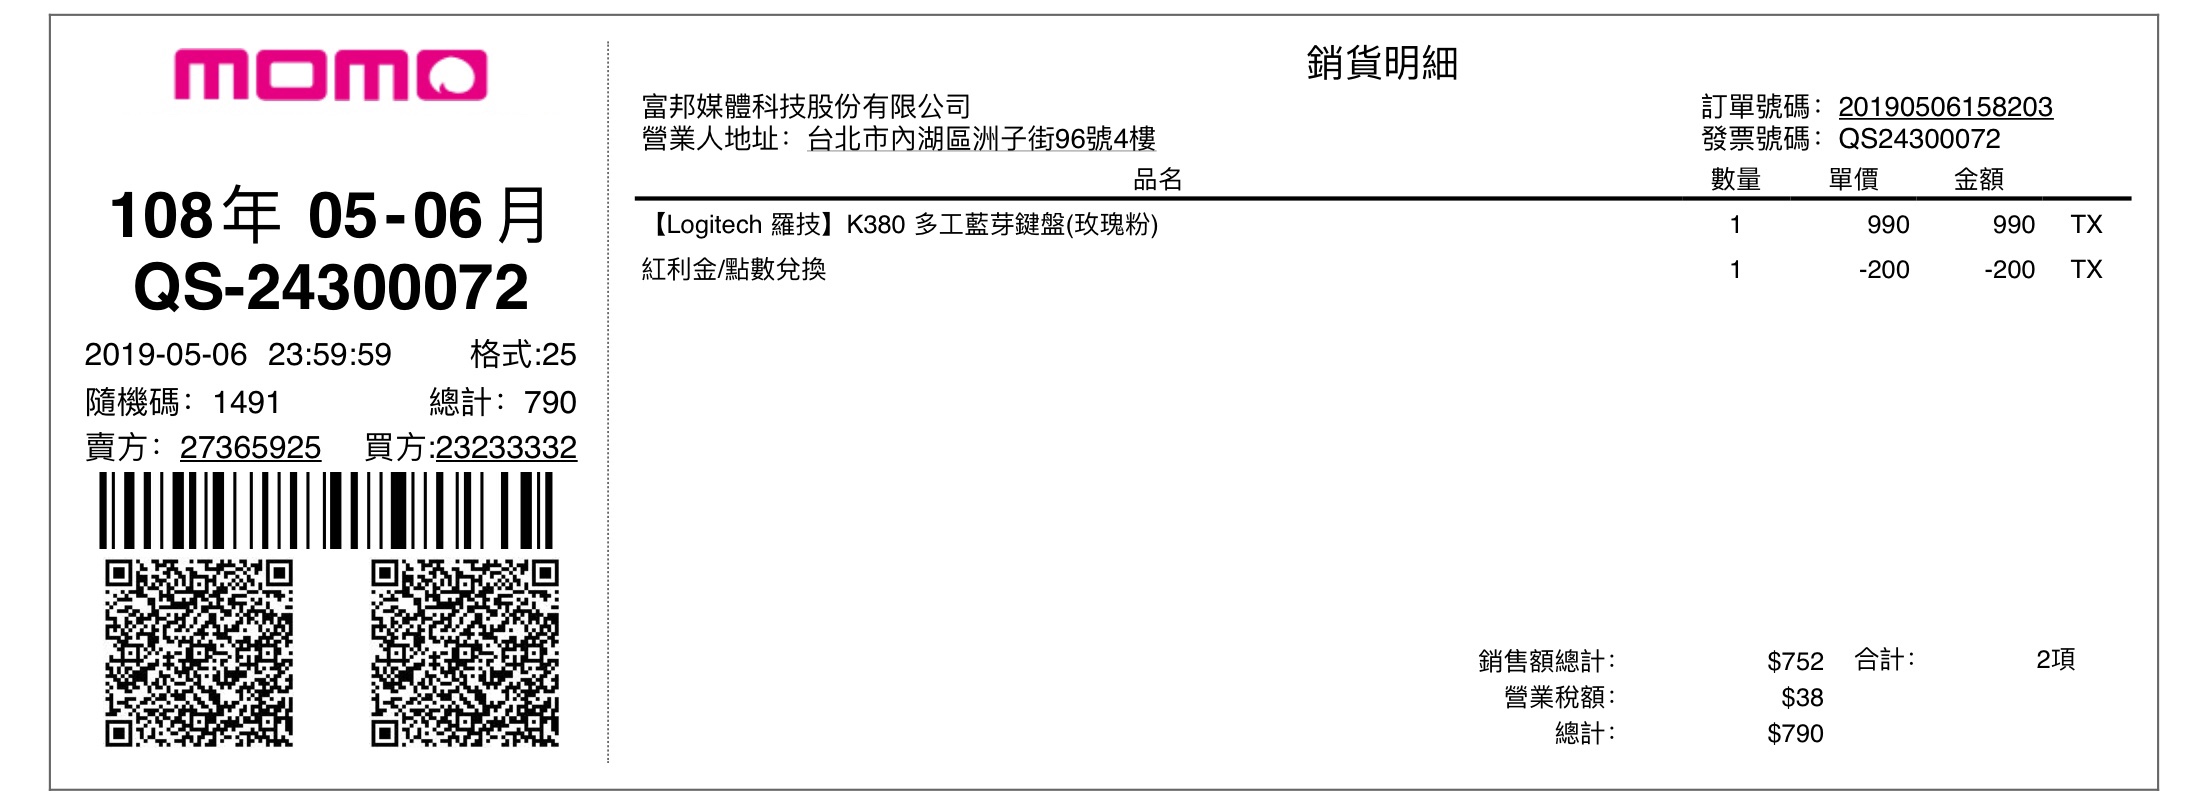 momo
108年 05-06月
QS-24300072
2019-05-06 23:59:59 格式:25
隨機碼： 1491 總計： 790
賣方： 27365925 買方:23233332
銷貨明細
富邦媒體科技股份有限公司 訂單號碼： 20190506158203
營業人地址： 台北市內湖區洲子街96號4樓 發票號碼： QS24300072
品名 數量 單價 金額
【Logitech 羅技】K380 多工藍芽鍵盤(玫瑰粉) 1 990 990 TX
紅利金/點數兌換 1 -200 -200 TX
銷售額總計： $752 合計： 2項
營業稅額： $38
總計： $790